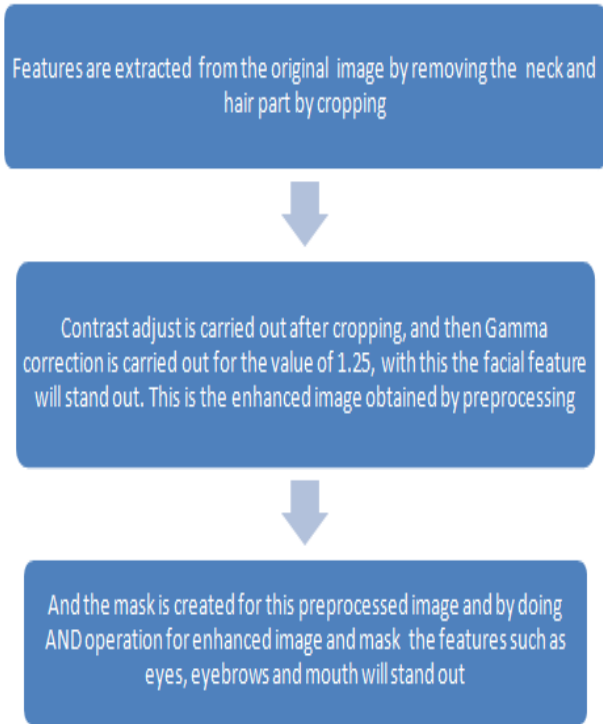 Features are extracted from the original image by removing the neck and
hair part by cropping
Contrast adjust is carried out after cropping, and then Gamma
correction is carried out for the value of 1.25, with this the facial feature
will stand out. This is the enhanced image obtained by preprocessing
And the mask is created for this preprocessed image and by doing
AND operation for enhanced image and mask the features such as
eyes, eyebrows and mouth will stand out